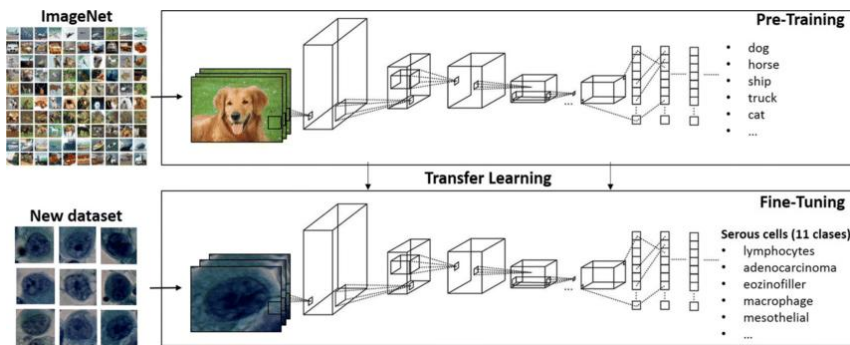 ImageNet
Pre-Training
• dog
• horse
• ship
• truck
• cat
• ...
...
Transfer Learning
New dataset
Fine-Tuning
Serous cells (11 clases)
• lymphocytes
• adenocarcinoma
• eozinofiller
• macrophage
• mesothelial
• ...
...